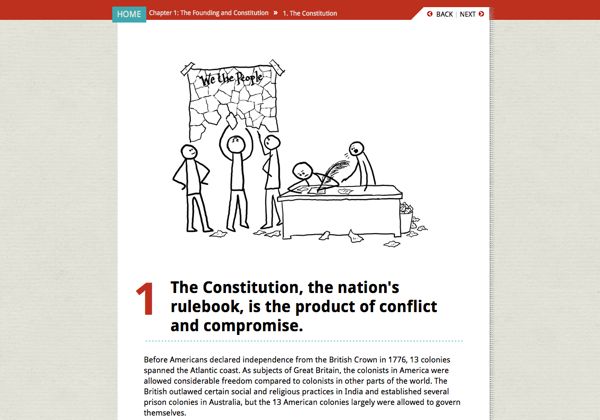 HOME Chapter 1: The Founding and Constitution » 1. The Constitution BACK | NEXT
We the People
1 The Constitution, the nation's
rulebook, is the product of conflict
and compromise.
Before Americans declared independence from the British Crown in 1776, 13 colonies
spanned the Atlantic coast. As subjects of Great Britain, the colonists in America were
allowed considerable freedom compared to colonists in other parts of the world. The
British outlawed certain social and religious practices in India and established several
prison colonies in Australia, but the 13 American colonies largely were allowed to govern
themselves.